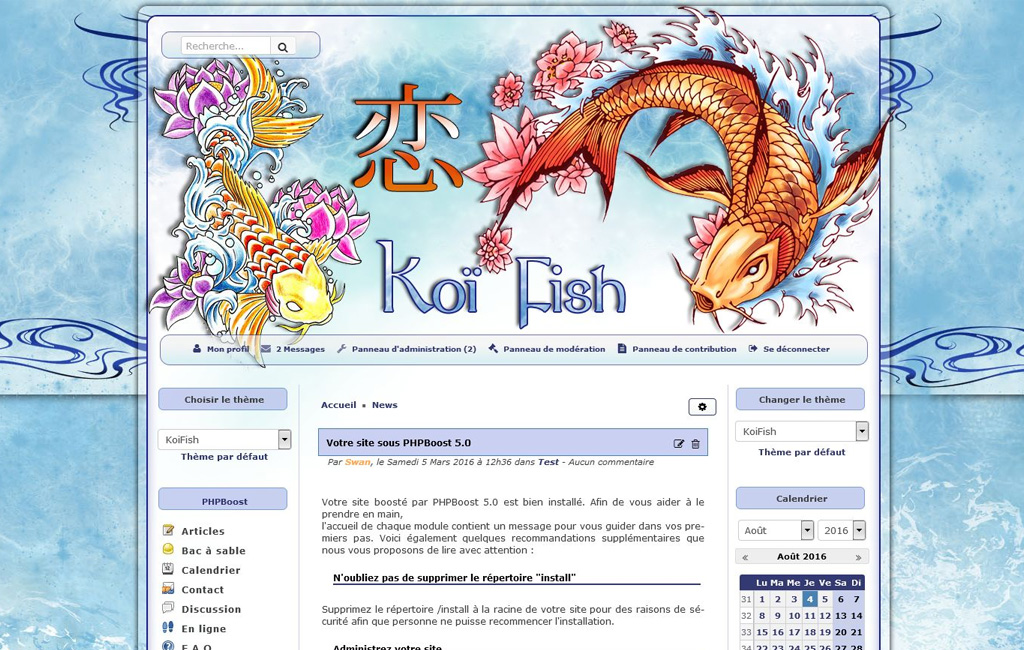 Recherche...
恋
Koï Fish
Mon profil 2 Messages Panneau d'administration (2) Panneau de modération Panneau de contribution Se déconnecter
Choisir le thème
KoiFish
Thème par défaut
PHPBoost
Articles
Bac à sable
Calendrier
Contact
Discussion
En ligne
F.A.Q
Accueil • News
Votre site sous PHPBoost 5.0
Par Swan, le Samedi 5 Mars 2016 à 12h36 dans Test - Aucun commentaire
Votre site boosté par PHPBoost 5.0 est bien installé. Afin de vous aider à le
prendre en main,
l'accueil de chaque module contient un message pour vous guider dans vos pre-
miers pas. Voici également quelques recommandations supplémentaires que
nous vous proposons de lire avec attention :
N'oubliez pas de supprimer le répertoire "install"
Supprimez le répertoire /install à la racine de votre site pour des raisons de sé-
curité afin que personne ne puisse recommencer l'installation.
Administrez votre site
Changer le thème
KoiFish
Thème par défaut
Calendrier
Août 2016
« Août 2016 »
Lu Ma Me Je Ve Sa Di
31 1 2 3 4 5 6 7
32 8 9 10 11 12 13 14
33 15 16 17 18 19 20 21
34 22 23 24 25 26 27 28